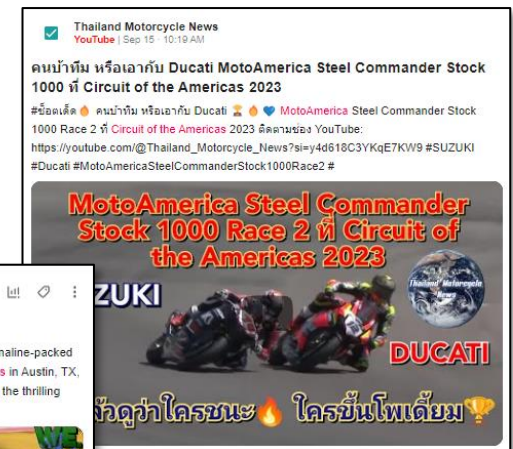 Thailand Motorcycle News
YouTube | Sep 15 · 10:19 AM
คนบ้าทีม หรือเอากับ Ducati MotoAmerica Steel Commander Stock
1000 ที่ Circuit of the Americas 2023
#ช็อตเด็ด🔥 คนบ้าทีม หรือเอากับ Ducati 🏆 🔥 💙 MotoAmerica Steel Commander Stock
1000 Race 2 ที่ Circuit of the Americas 2023 ติดตามช่อง YouTube:
https://youtube.com/@Thailand_Motorcycle_News?si=y4d618C3YKqE7KW9 #SUZUKI
#Ducati #MotoAmericaSteelCommanderStock1000Race2 #
MotoAmerica Steel Commander
Stock 1000 Race 2 ที่ Circuit of
the Americas 2023
ZUKI
Thailand Motorcycle
News
DUCATI
ดูว่าใครชนะ🔥 ใครขึ้นโพเดี้ยม🏆
naline-packed
s in Austin, TX,
the thrilling
WE.